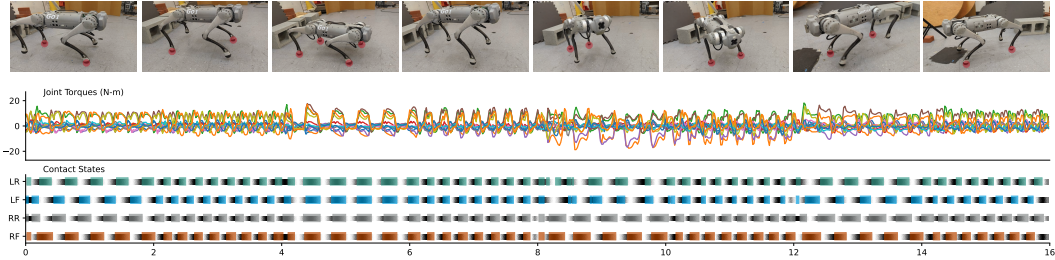 Joint Torques (N-m)
20
0
−20
Contact States
LR
LF
RR
RF
0 2 4 6 8 10 12 14 16